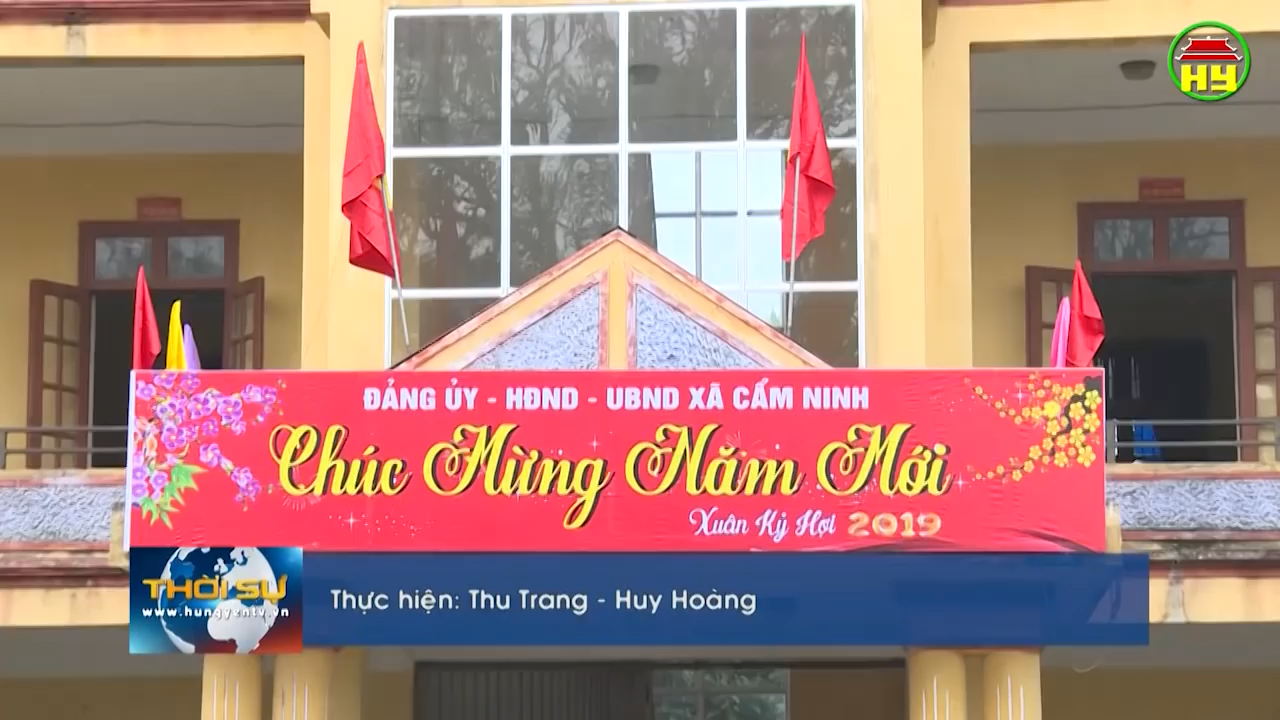 HY
ĐẢNG ỦY - HĐND - UBND XÃ CẨM NINH
Chúc Mừng Năm Mới
Xuân Kỷ Hợi 2019
THỜI SỰ
www.hungyentv.vn
Thực hiện: Thu Trang - Huy Hoàng